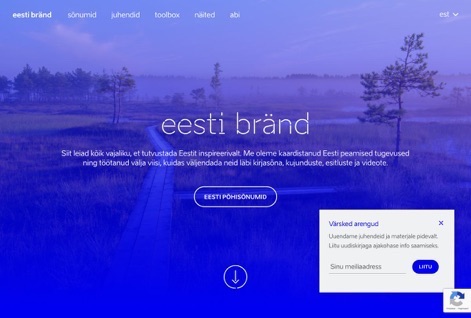 eesti bränd sõnumid juhendid toolbox näited abi est
eesti bränd
Siit leiad kõik vajaliku, et tutvustada Eestit inspireerivalt. Me oleme kaardistanud Eesti peamised tugevused
ning töötanud välja viisi, kuidas väljendada neid läbi kirjasõna, kujunduste, esitluste ja videote.
EESTI PÕHISÕNUMID
Värsked arengud
Uuendame juhendeid ja materjale pidevalt.
Liitu uudiskirjaga ajakohase info saamiseks.
Sinu meiliaadress LIITU